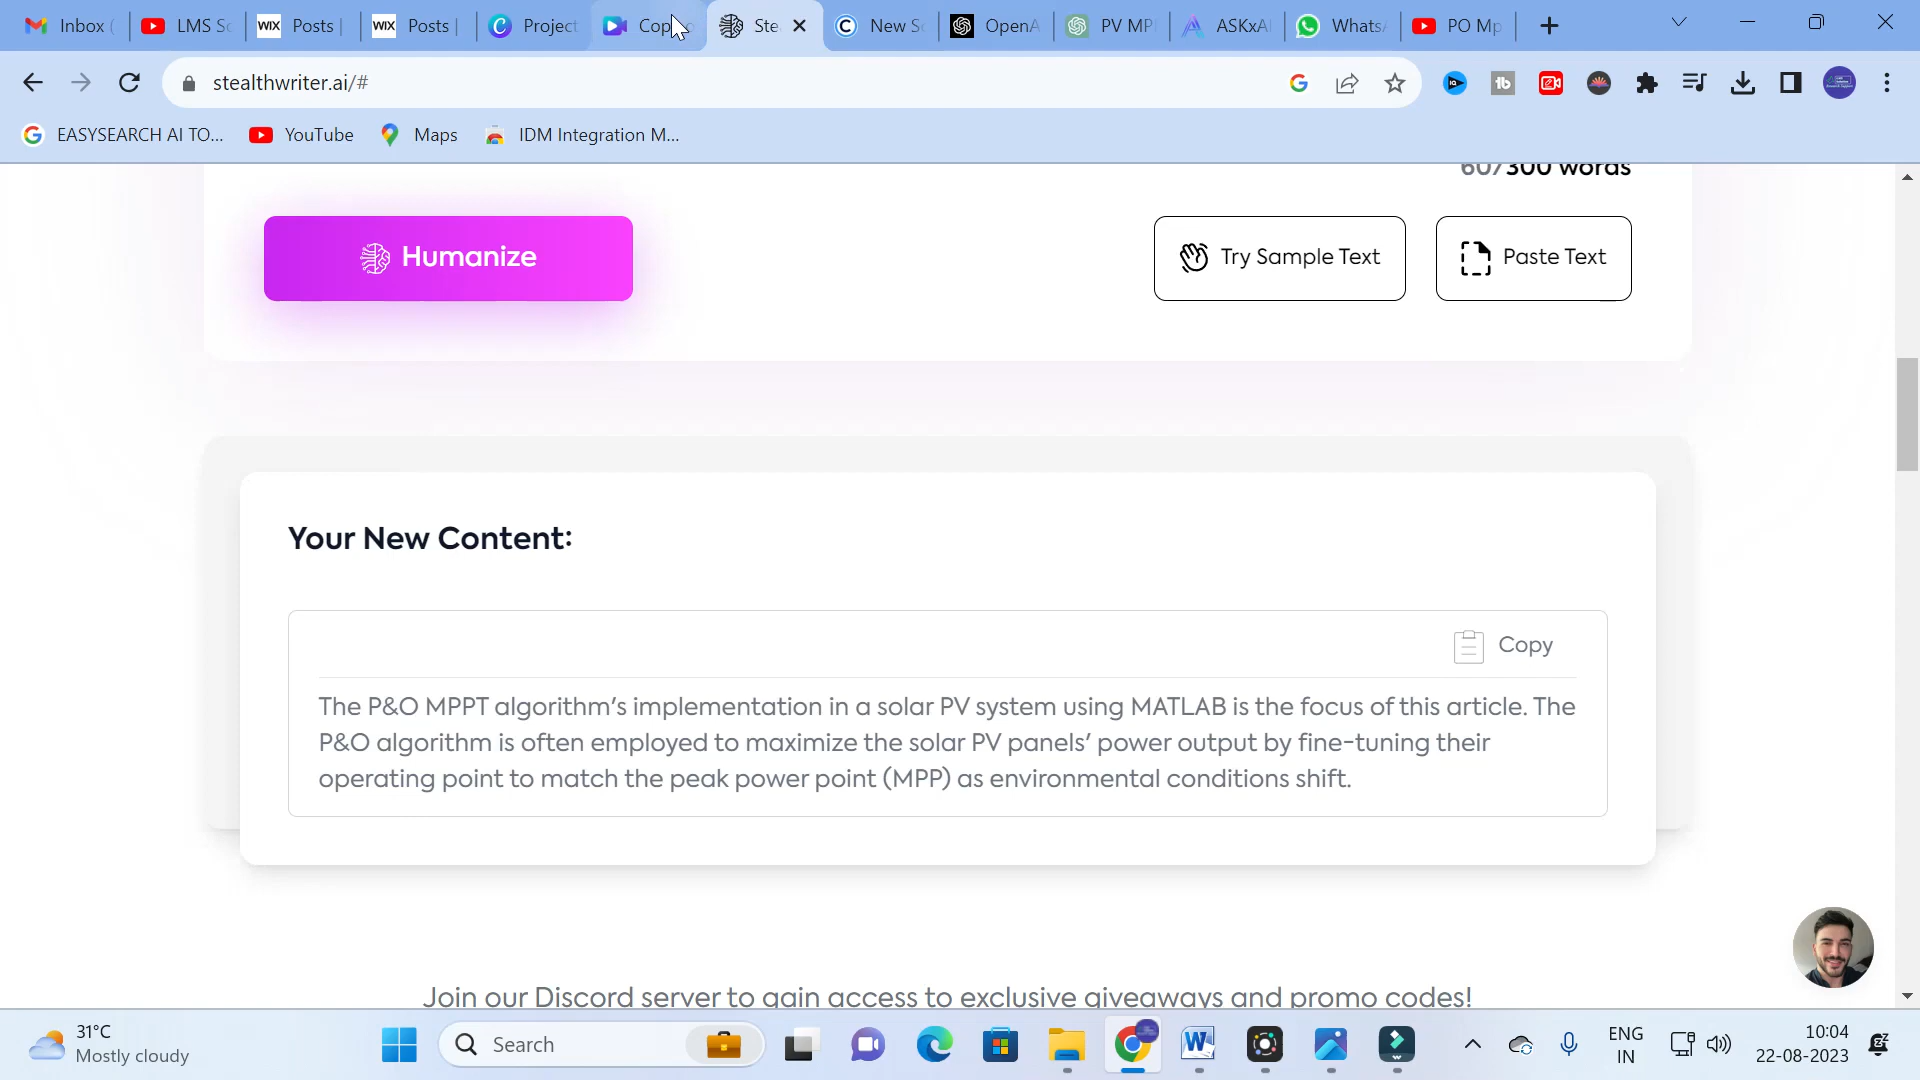 Inbox (
LMS Sc
WIX Posts |
WIX Posts |
Project
Cop
Ste
New S
OpenA
PV MP
ASKxA
Whats
PO Mp
stealthwriter.ai/#
EASYSEARCH AI TO...
YouTube
Maps
IDM Integration M...
60/300 words
Humanize
Try Sample Text
Paste Text
Your New Content:
Copy
The P&O MPPT algorithm's implementation in a solar PV system using MATLAB is the focus of this article. The
P&O algorithm is often employed to maximize the solar PV panels' power output by fine-tuning their
operating point to match the peak power point (MPP) as environmental conditions shift.
Join our Discord server to gain access to exclusive giveaways and promo codes!
31°C
Mostly cloudy
Search
ENG
IN
10:04
22-08-2023